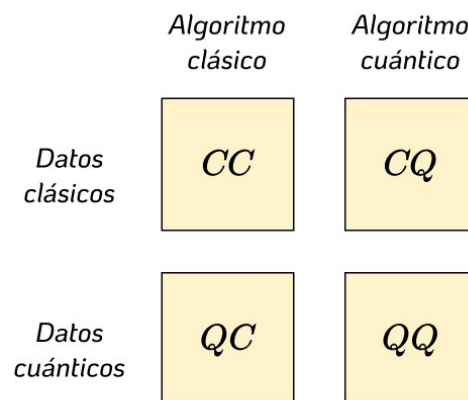 Algoritmo
clásico
Algoritmo
cuántico
Datos
clásicos
CC
CQ
Datos
cuánticos
QC
QQ